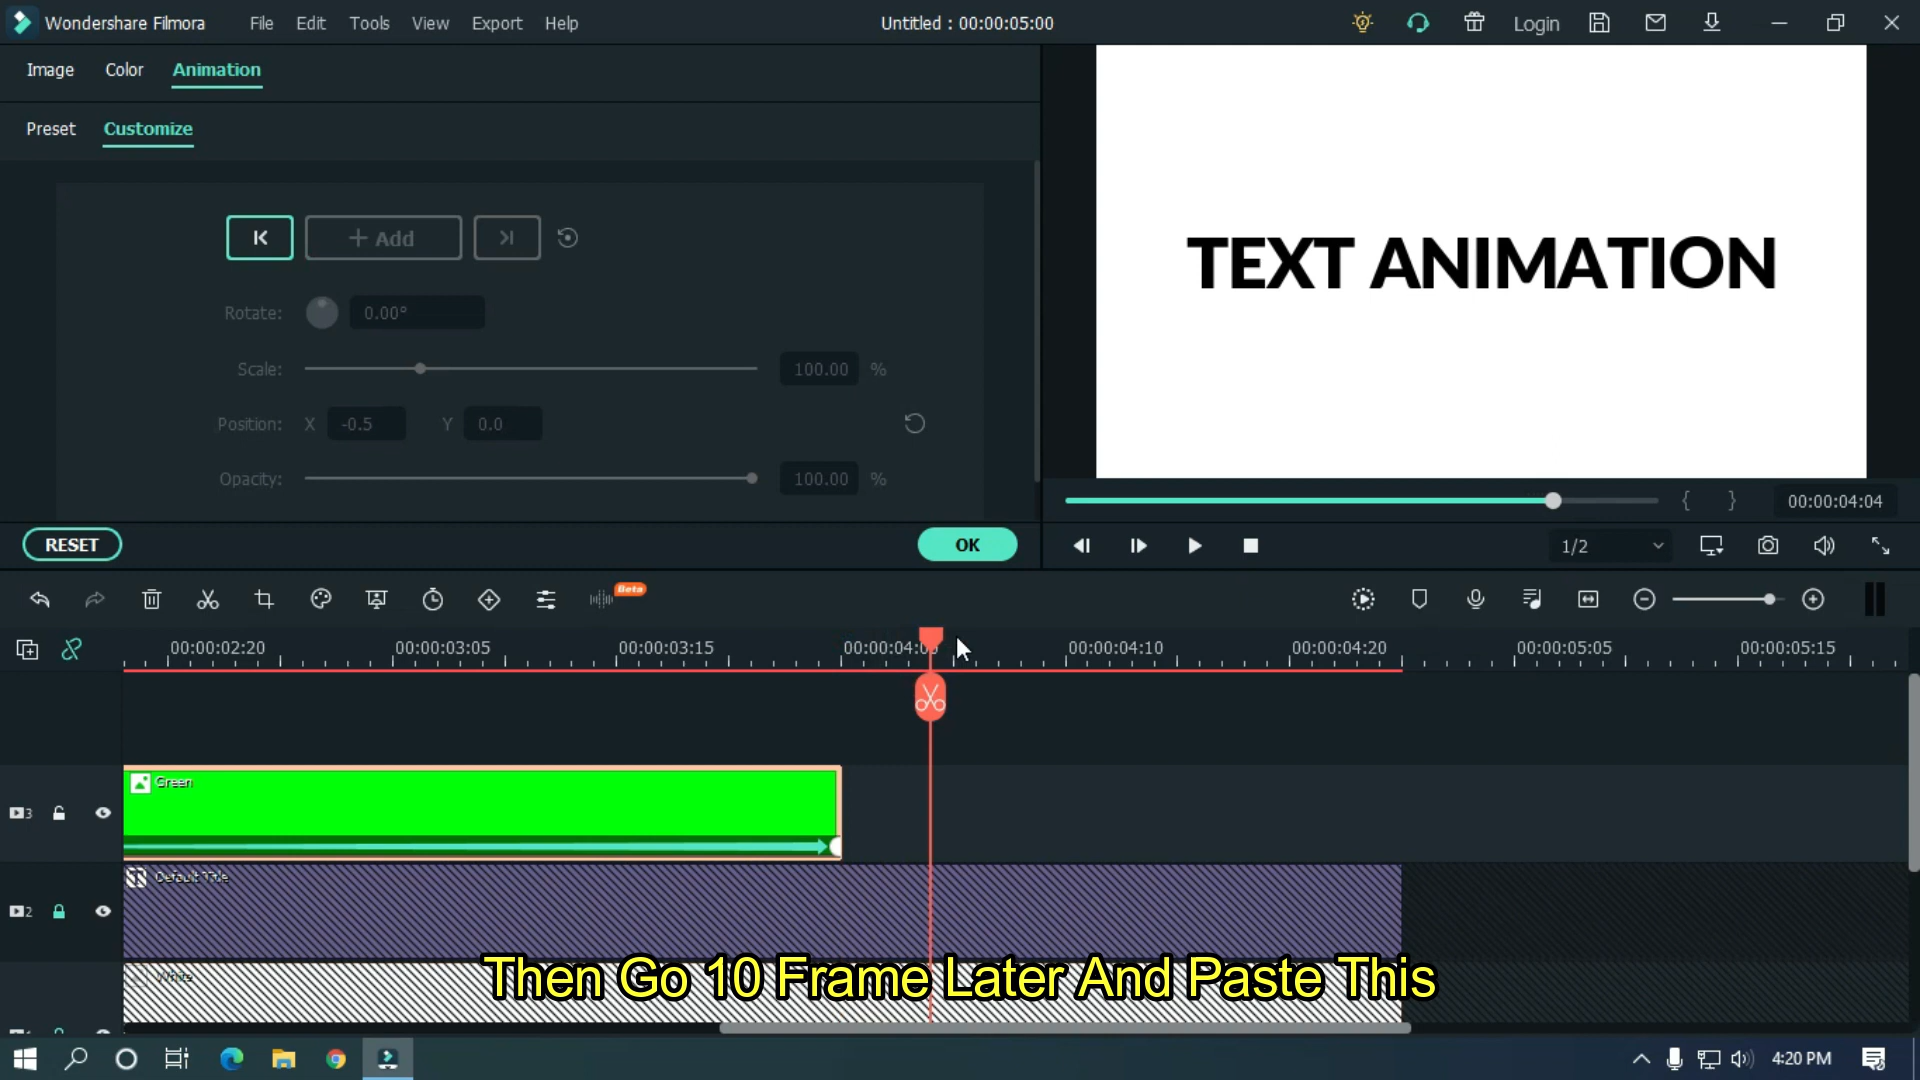 Wondershare Filmora File Edit Tools View Export Help Untitled : 00:00:05:00 Login
Image Color Animation
Preset Customize
+ Add
Rotate: 0.00°
Scale: 100.00 %
Position: X -0.5 Y 0.0
Opacity: 100.00 %
RESET OK
TEXT ANIMATION
{ } 00:00:04:04
1/2
Beta
00:00:02:20 00:00:03:05 00:00:03:15 00:00:04:10 00:00:04:20 00:00:05:05 00:00:05:15
Green
3
Default Title
2
White
Then Go 10 Frame Later And Paste This
4:20 PM